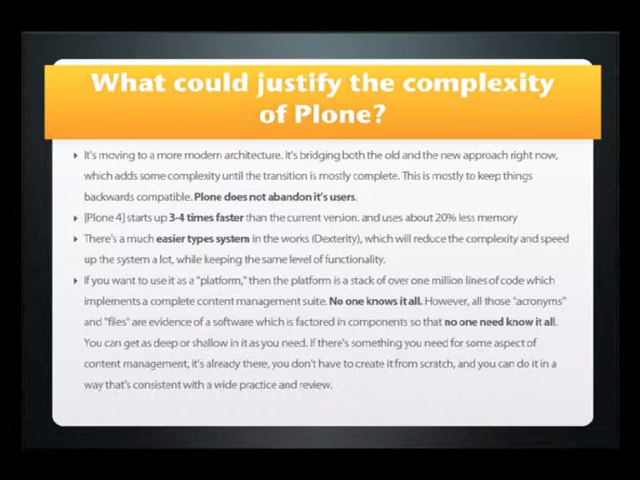 What could justify the complexity
of Plone?
It's moving to a more modern architecture. It's bridging both the old and the new approach right now,
which adds some complexity until the transition is mostly complete. This is mostly to keep things
backwards compatible. Plone does not abandon it's users.
[Plone 4] starts up 3-4 times faster than the current version. and uses about 20% less memory
There's a much easier types system in the works (Dexterity), which will reduce the complexity and speed
up the system a lot, while keeping the same level of functionality.
If you want to use it as a "platform," then the platform is a stack of over one million lines of code which
implements a complete content management suite. No one knows it all. However, all those "acronyms"
and "files" are evidence of a software which is factored in components so that no one need know it all.
You can get as deep or shallow in it as you need. If there's something you need for some aspect of
content management, it's already there, you don't have to create it from scratch, and you can do it in a
way that's consistent with a wide practice and review.